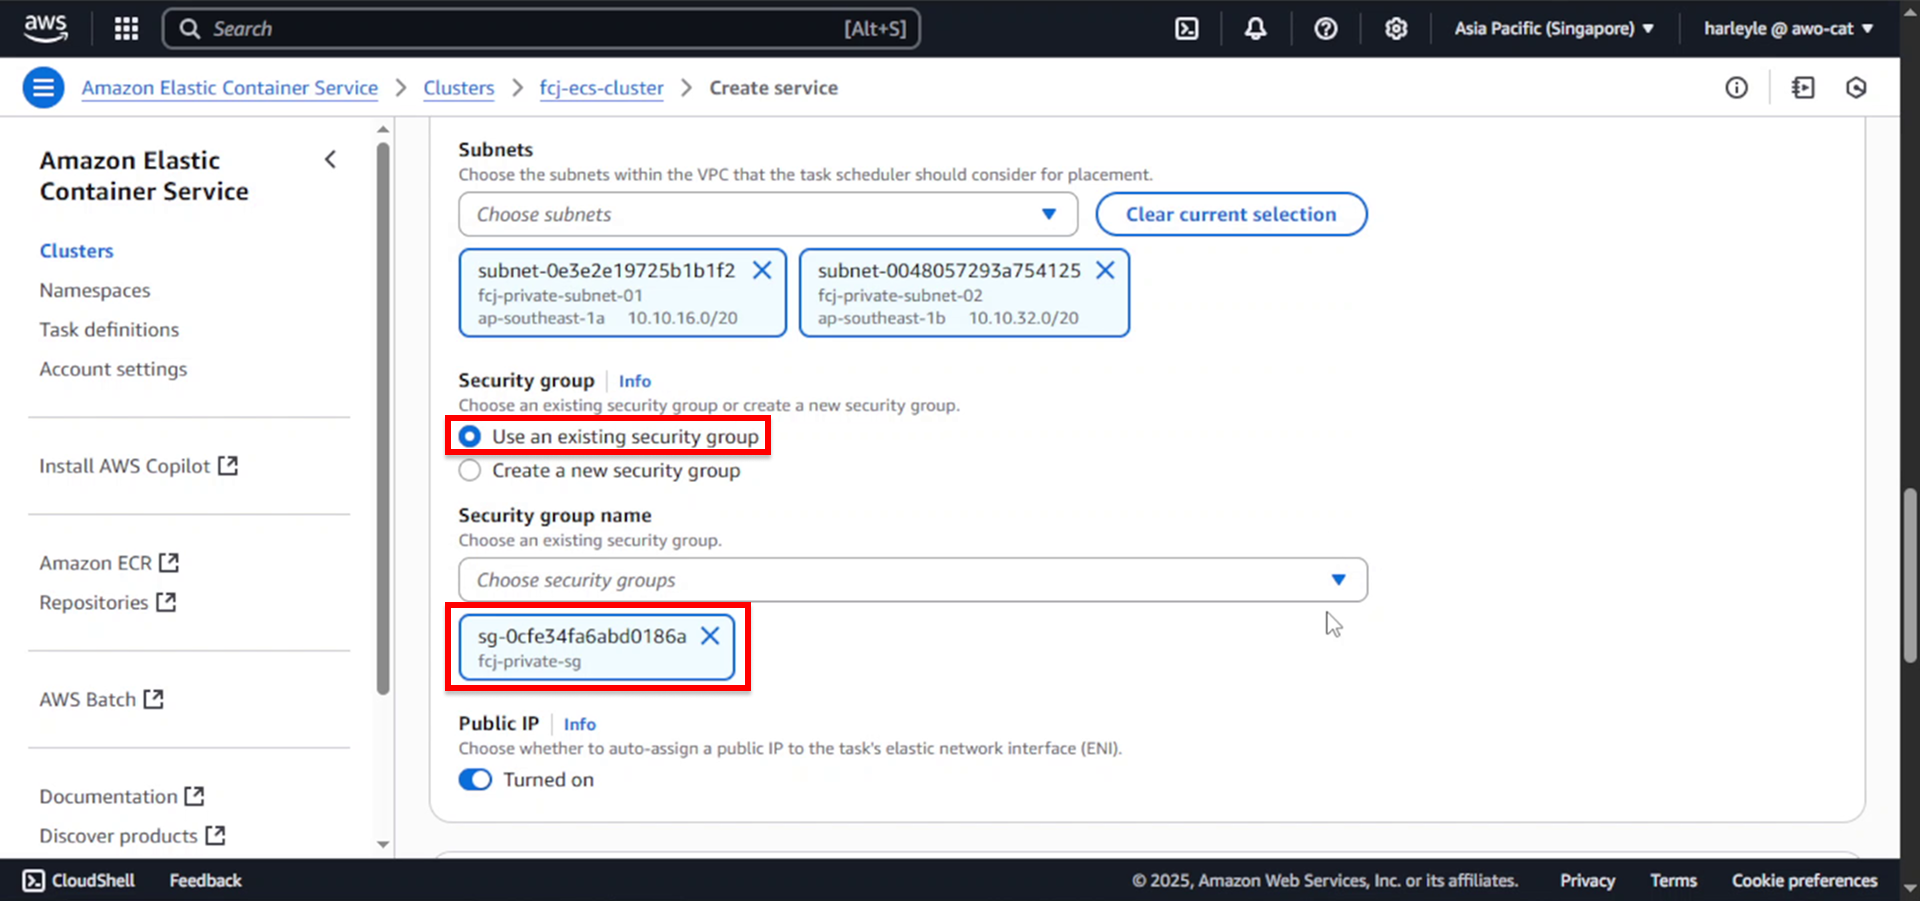 aws
Search
[Alt+S]
Asia Pacific (Singapore)
harleyle @ awo-cat
Amazon Elastic Container Service
Clusters
fcj-ecs-cluster
Create service
Amazon Elastic
Container Service
Clusters
Namespaces
Task definitions
Account settings
Install AWS Copilot
Amazon ECR
Repositories
AWS Batch
Documentation
Discover products
Subnets
Choose the subnets within the VPC that the task scheduler should consider for placement.
Choose subnets
Clear current selection
subnet-0e3e2e19725b1b1f2
fcj-private-subnet-01
ap-southeast-1a 10.10.16.0/20
subnet-0048057293a754125
fcj-private-subnet-02
ap-southeast-1b 10.10.32.0/20
Security group Info
Choose an existing security group or create a new security group.
Use an existing security group
Create a new security group
Security group name
Choose an existing security group.
Choose security groups
sg-0cfe34fa6abd0186a
fcj-private-sg
Public IP Info
Choose whether to auto-assign a public IP to the task's elastic network interface (ENI).
Turned on
CloudShell
Feedback
© 2025, Amazon Web Services, Inc. or its affiliates.
Privacy
Terms
Cookie preferences